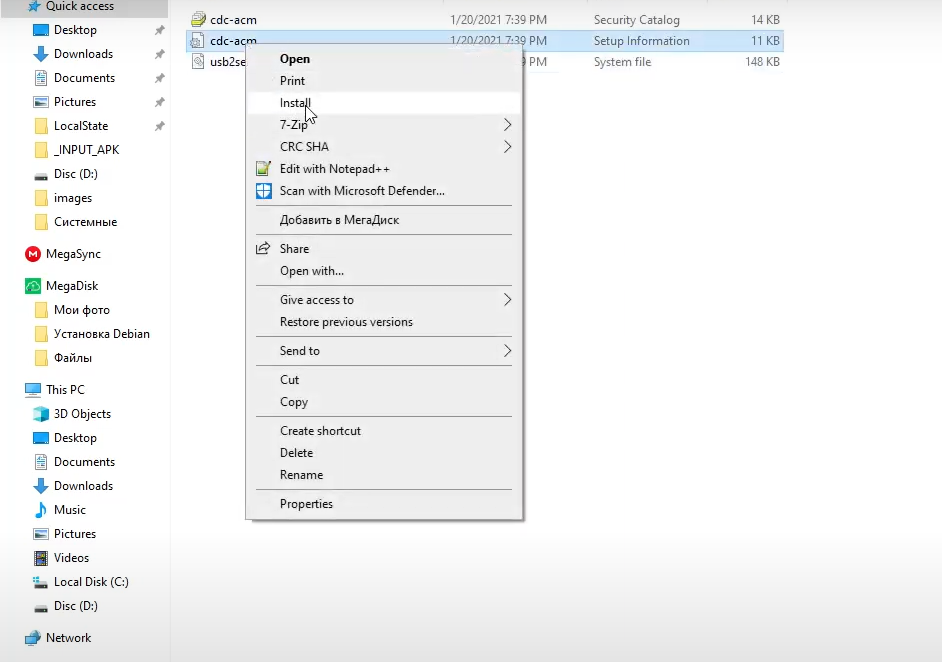 Quick access
Desktop
Downloads
Documents
Pictures
LocalState
_INPUT_APK
Disc (D:)
images
Системные
MegaSync
MegaDisk
Мои фото
Установка Debian
Файлы
This PC
3D Objects
Desktop
Documents
Downloads
Music
Pictures
Videos
Local Disk (C:)
Disc (D:)
Network
cdc-acm 1/20/2021 7:39 PM Security Catalog 14 KB
cdc-acm 1/20/2021 7:39 PM Setup Information 11 KB
usb2se 9 PM System file 148 KB
Open
Print
Install
7-Zip
CRC SHA
Edit with Notepad++
Scan with Microsoft Defender...
Добавить в МегаДиск
Share
Open with...
Give access to
Restore previous versions
Send to
Cut
Copy
Create shortcut
Delete
Rename
Properties